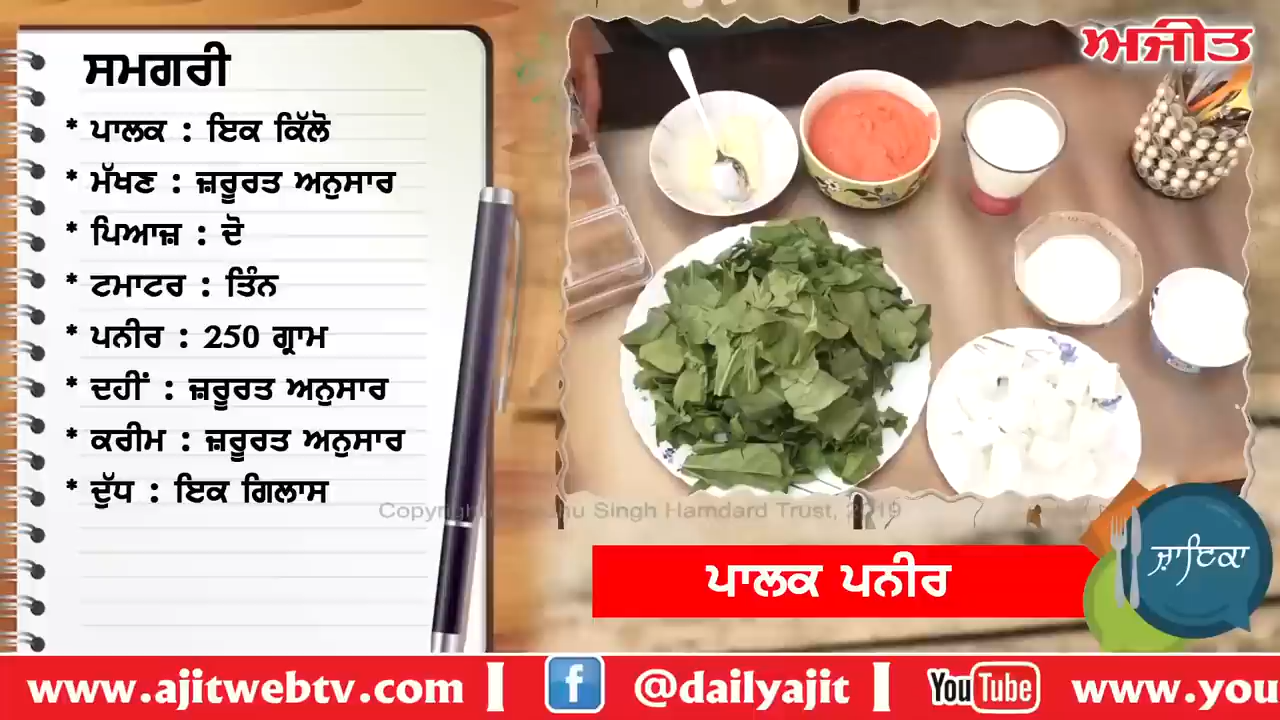 ਸਮਗਰੀ
* ਪਾਲਕ : ਇਕ ਕਿੱਲੋ
* ਮੱਖਣ : ਜ਼ਰੂਰਤ ਅਨੁਸਾਰ
* ਪਿਆਜ਼ : ਦੋ
* ਟਮਾਟਰ : ਤਿੰਨ
* ਪਨੀਰ : 250 ਗ੍ਰਾਮ
* ਦਹੀਂ : ਜ਼ਰੂਰਤ ਅਨੁਸਾਰ
* ਕਰੀਮ : ਜ਼ਰੂਰਤ ਅਨੁਸਾਰ
* ਦੁੱਧ : ਇਕ ਗਿਲਾਸ
ਅਜੀਤ
Singh Hamdard Trust,
ਪਾਲਕ ਪਨੀਰ
ਜ਼ਾਇਕਾ
www.ajitwebtv.com | f @dailyajit | YouTube www.you